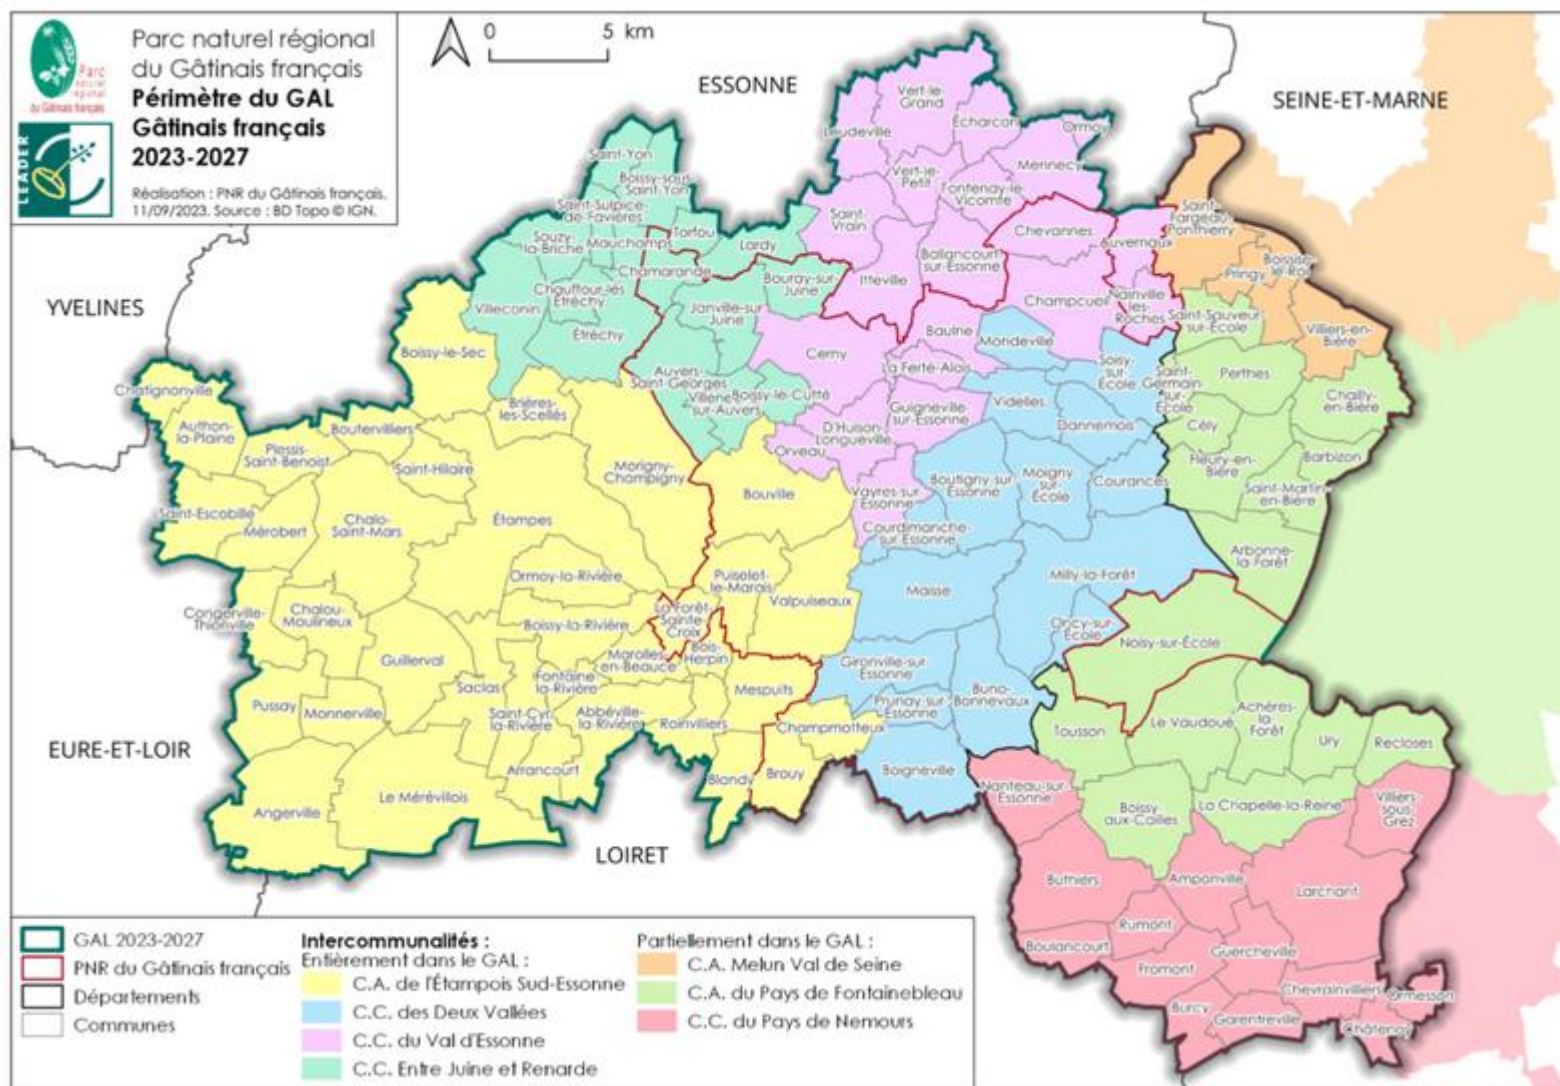 Parc
naturel
régional
du Gâtinais français
LEADER
Parc naturel régional
du Gâtinais français
Périmètre du GAL
Gâtinais français
2023-2027
Réalisation : PNR du Gâtinais français,
11/09/2023. Source : BD Topo © IGN.
0 5 km
ESSONNE
SEINE-ET-MARNE
YVELINES
EURE-ET-LOIR
LOIRET
Vert-le-
Grand
Leudeville
Écharcon
Ormoy
Mennecy
Vert-le-
Petit
Fontenay-le-
Vicomte
Saint-
Vrain
Ballancourt-
sur-Essonne
Itteville
Chevannes
Auvernaux
Champcueil
Nainville-
les-
Roches
Baulne
Cerny
La Ferté-Alais
Guigneville-
sur-Essonne
D'Huison-
Longueville
Orveau
Vayres-sur-
Essonne
Saint-Yon
Boissy-sous-
Saint-Yon
Saint-Sulpice-
de-Favières
Souzy-
la-Briche
Mauchamps
Torfou
Lardy
Chamarande
Bouray-sur-
Juine
Janville-sur-
Juine
Chauffour-lès-
Étréchy
Villeconin
Étréchy
Auvers-
Saint-Georges
Villeneuve-
sur-Auvers
Boissy-le-Cutté
Saint-
Fargeau-
Ponthierry
Pringy
Boissise-
le-Roi
Villiers-en-
Bière
Saint-Sauveur-
sur-École
Perthes
Chailly-
en-Bière
Saint-
Germain-
sur-
École
Cély
Fleury-en-
Bière
Barbizon
Saint-Martin-
en-Bière
Arbonne-
la-Forêt
Noisy-sur-École
Mondeville
Soisy-
sur-
École
Videlles
Dannemois
Boutigny-sur-
Essonne
Moigny-
sur-
École
Courances
Courdimanche-
sur-Essonne
Maisse
Milly-la-Forêt
Oncy-sur-
École
Gironville-sur-
Essonne
Prunay-sur-
Essonne
Buno-
Bonnevaux
Boigneville
Boissy-le-Sec
Chatignonville
Authon-
la-Plaine
Plessis-
Saint-Benoist
Boutervilliers
Brières-
les-Scellés
Saint-Hilaire
Morigny-
Champigny
Saint-Escobille
Mérobert
Chalo-
Saint-Mars
Étampes
Bouville
Ormoy-la-Rivière
Puiselet-
le-Marais
Valpuiseaux
Congerville-
Thionville
Chalou-
Moulineux
Boissy-la-Rivière
La Forêt-
Sainte-
Croix
Guillerval
Marolles-
en-Beauce
Bois-
Herpin
Saclas
Fontaine-
la-Rivière
Mespuits
Pussay
Monnerville
Saint-Cyr-
la-Rivière
Abbéville-
la-Rivière
Roinvilliers
Champmotteux
Arrancourt
Blandy
Brouy
Angerville
Le Mérévillois
Tousson
Le Vaudoué
Achères-
la-
Forêt
Ury
Recloses
Boissy-
aux-Cailles
La Chapelle-la-Reine
Nanteau-sur-
Essonne
Villiers-
sous-
Grez
Buthiers
Amponville
Larchant
Rumont
Boulancourt
Guercheville
Fromont
Chevrainvilliers
Ormesson
Burcy
Garentreville
Châtenoy
GAL 2023-2027
PNR du Gâtinais français
Départements
Communes
Intercommunalités :
Entièrement dans le GAL :
C.A. de l'Étampois Sud-Essonne
C.C. des Deux Vallées
C.C. du Val d'Essonne
C.C. Entre Juine et Renarde
Partiellement dans le GAL :
C.A. Melun Val de Seine
C.A. du Pays de Fontainebleau
C.C. du Pays de Nemours